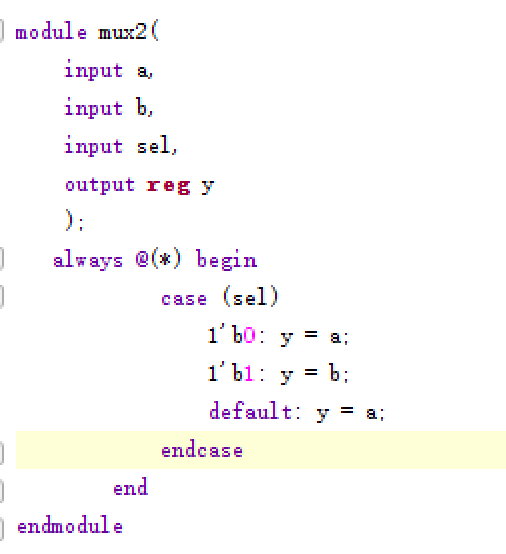 module mux2(
input a,
input b,
input sel,
output reg y
);
always @(*) begin
case (sel)
1'b0: y = a;
1'b1: y = b;
default: y = a;
endcase
end
endmodule